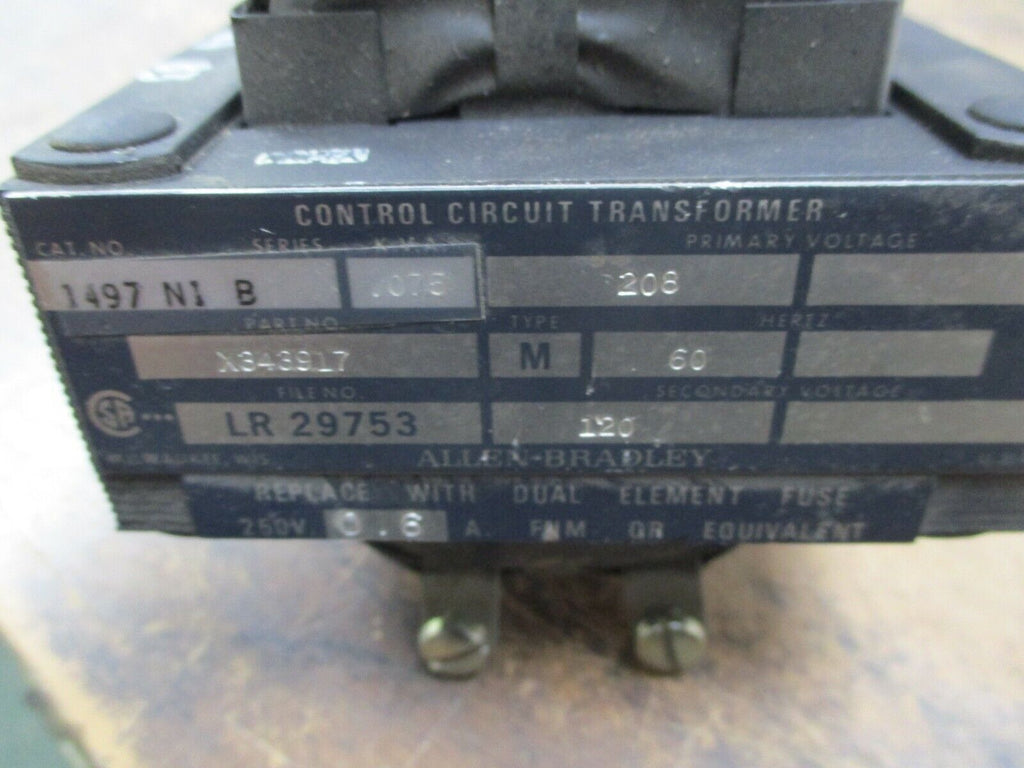 CONTROL CIRCUIT TRANSFORMER
CAT. NO. SERIES K.V.A. PRIMARY VOLTAGE
1497 N1 B .075 208
PART NO. TYPE HERTZ
X343917 M 60
FILE NO. SECONDARY VOLTAGE
LR 29753 120
MILWAUKEE, WIS. ALLEN-BRADLEY
REPLACE WITH DUAL ELEMENT FUSE
250V 0.6 A. FNM OR EQUIVALENT